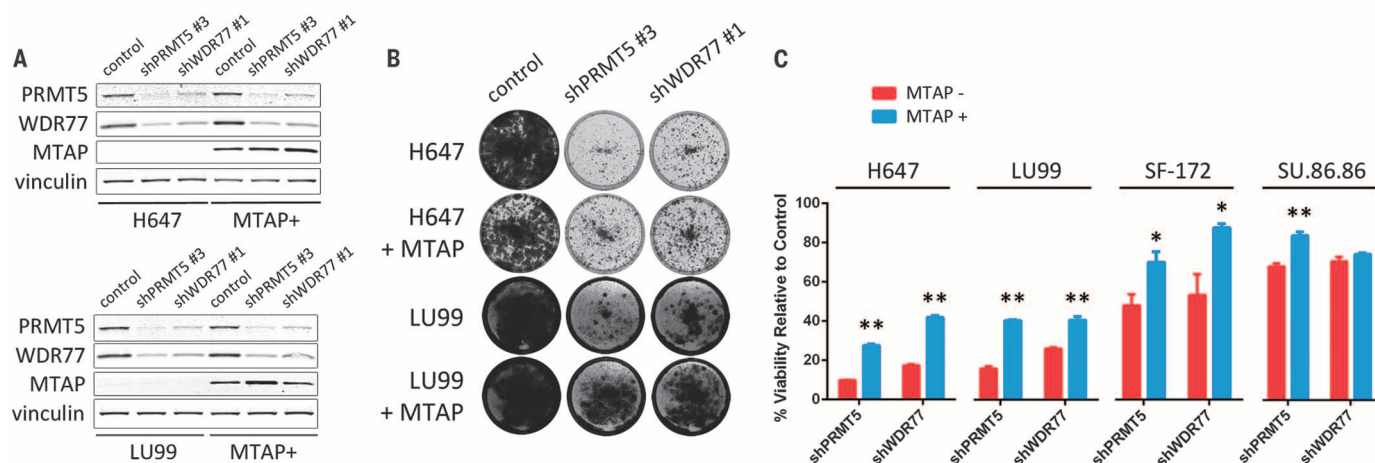 A
control
shPRMT5 #3
shWDR77 #1
control
shPRMT5 #3
shWDR77 #1
PRMT5
WDR77
MTAP
vinculin
H647
MTAP+
control
shPRMT5 #3
shWDR77 #1
control
shPRMT5 #3
shWDR77 #1
PRMT5
WDR77
MTAP
vinculin
LU99
MTAP+
B
control
shPRMT5 #3
shWDR77 #1
H647
H647
+ MTAP
LU99
LU99
+ MTAP
C
MTAP -
MTAP +
H647
LU99
SF-172
SU.86.86
% Viability Relative to Control
100
80
60
40
20
0
**
**
**
**
*
*
**
shPRMT5
shWDR77
shPRMT5
shWDR77
shPRMT5
shWDR77
shPRMT5
shWDR77